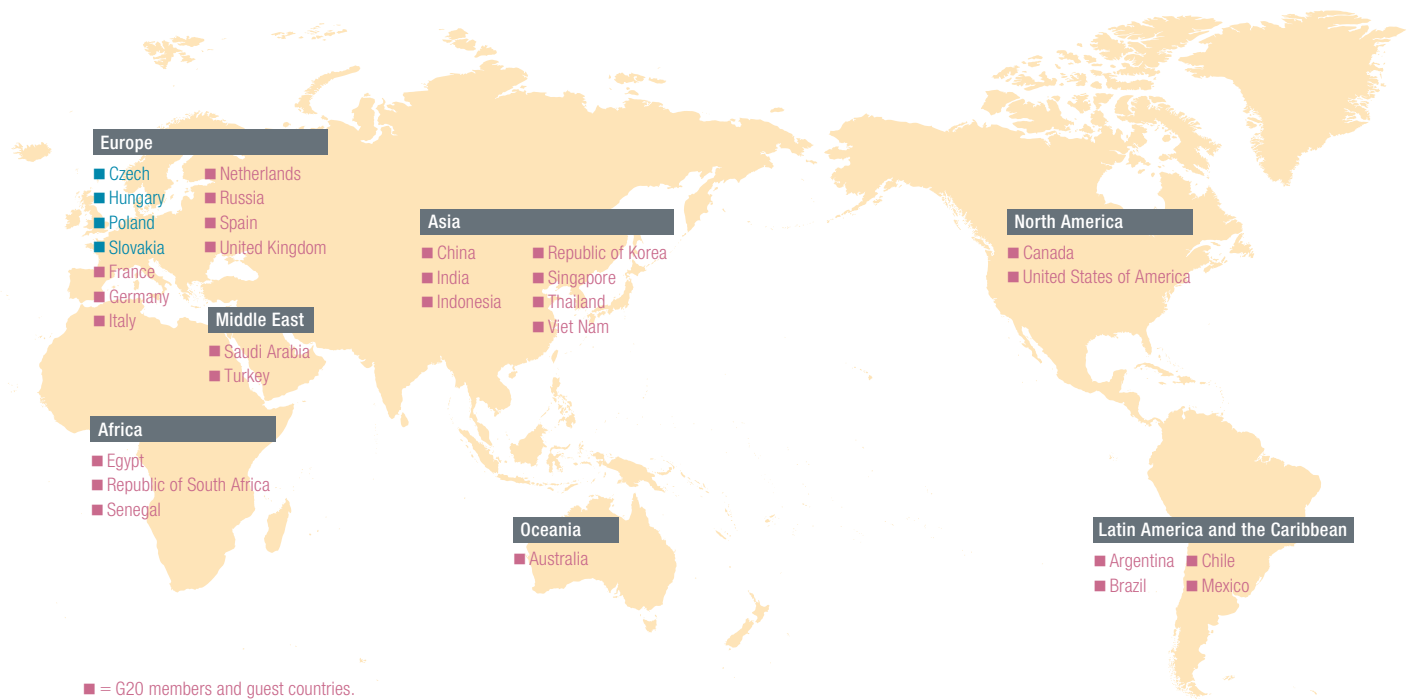 Europe
■ Czech
■ Hungary
■ Poland
■ Slovakia
■ France
■ Germany
■ Italy
■ Netherlands
■ Russia
■ Spain
■ United Kingdom
Middle East
■ Saudi Arabia
■ Turkey
Africa
■ Egypt
■ Republic of South Africa
■ Senegal
Asia
■ China
■ India
■ Indonesia
■ Republic of Korea
■ Singapore
■ Thailand
■ Viet Nam
Oceania
■ Australia
North America
■ Canada
■ United States of America
Latin America and the Caribbean
■ Argentina
■ Brazil
■ Chile
■ Mexico
■ = G20 members and guest countries.